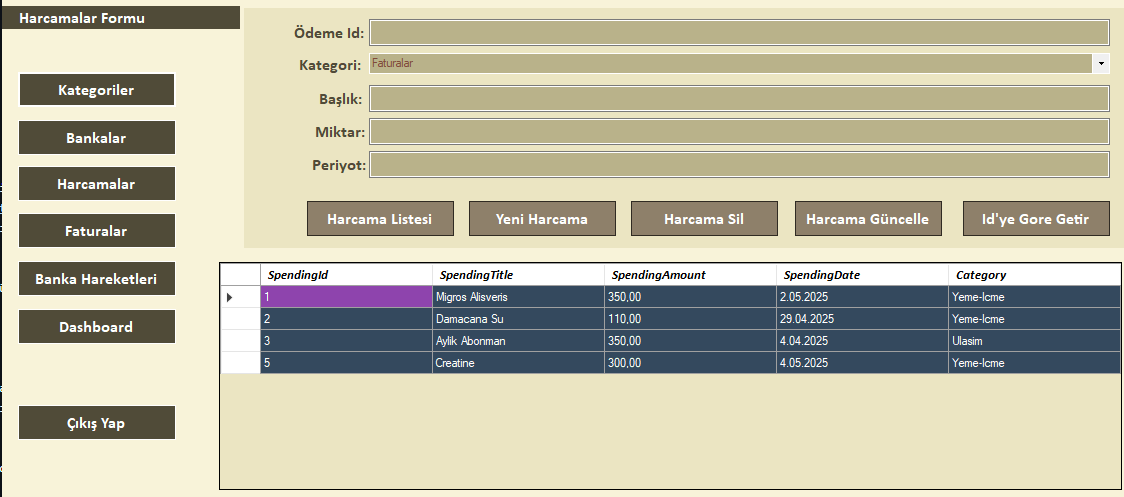 Harcamalar Formu
Kategoriler
Bankalar
Harcamalar
Faturalar
Banka Hareketleri
Dashboard
Çıkış Yap
Ödeme Id:
Kategori: Faturalar
Başlık:
Miktar:
Periyot:
Harcama Listesi Yeni Harcama Harcama Sil Harcama Güncelle Id'ye Gore Getir
SpendingId SpendingTitle SpendingAmount SpendingDate Category
1 Migros Alisveris 350,00 2.05.2025 Yeme-Icme
2 Damacana Su 110,00 29.04.2025 Yeme-Icme
3 Aylik Abonman 350,00 4.04.2025 Ulasim
5 Creatine 300,00 4.05.2025 Yeme-Icme